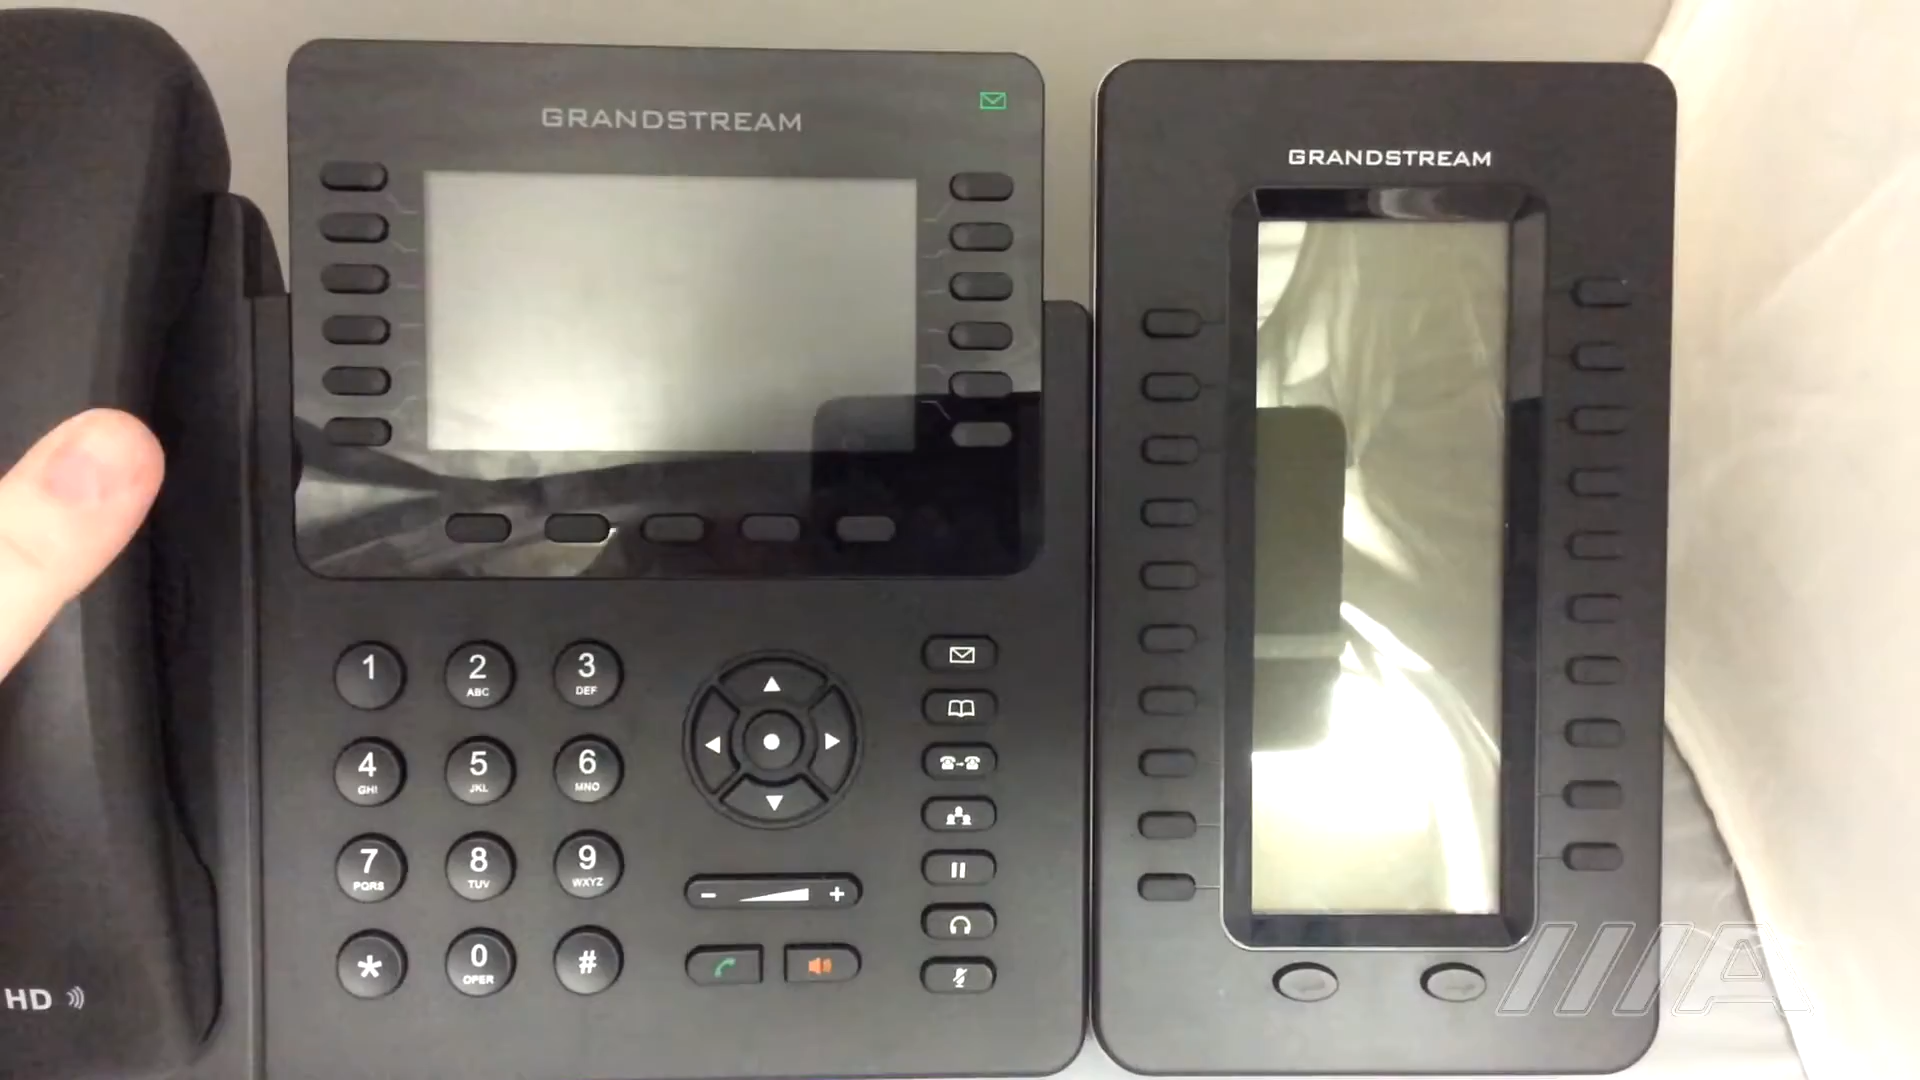 GRANDSTREAM
GRANDSTREAM
1
2
ABC
3
DEF
4
GHI
5
JKL
6
MNO
7
PQRS
8
TUV
9
WXYZ
*
0
OPER
#
- +
HD
///A